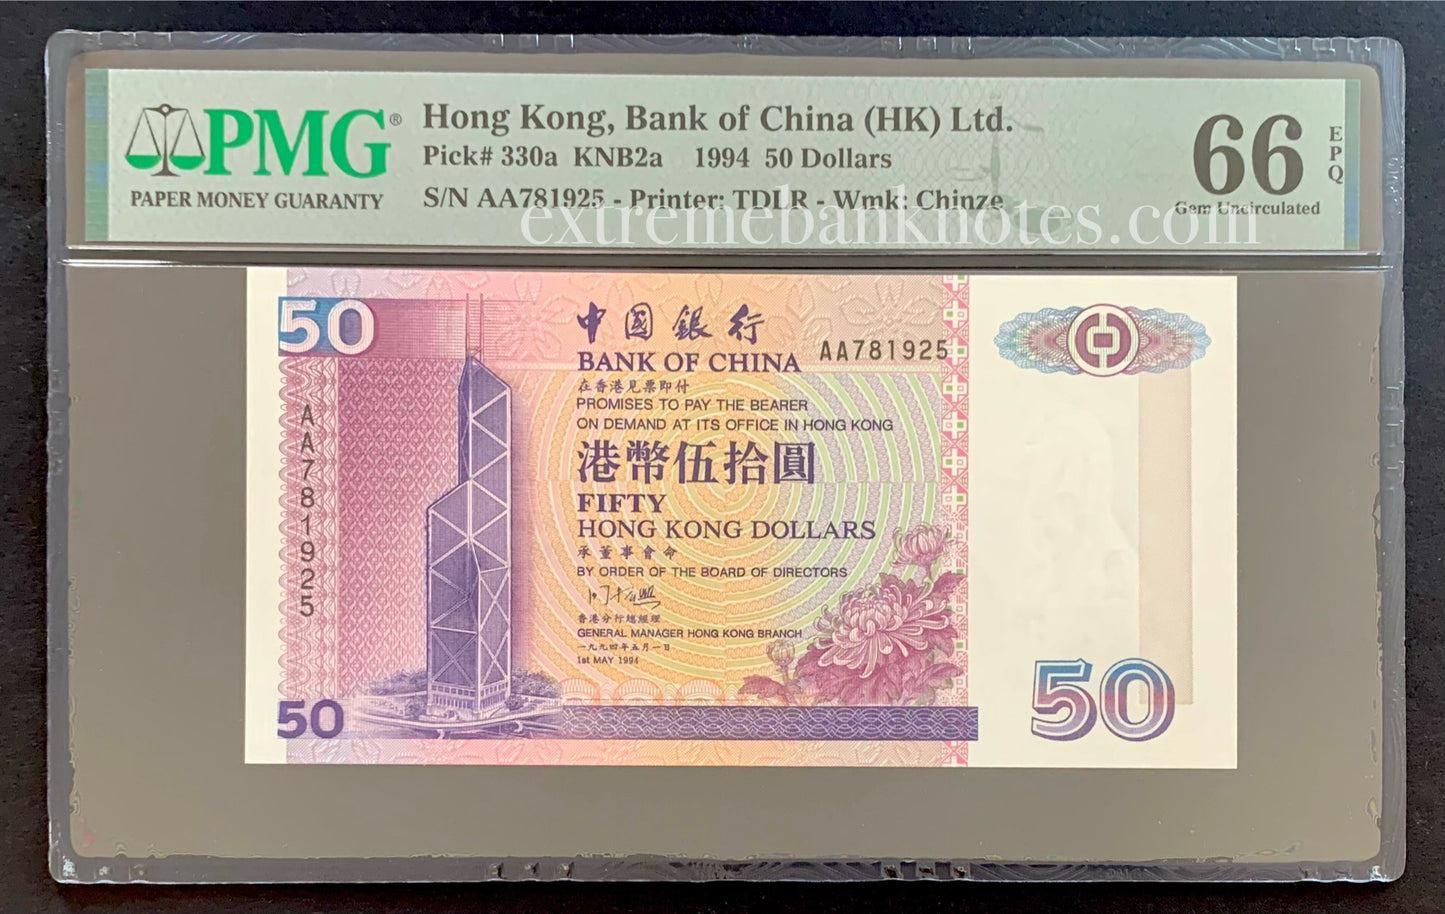 PMG®
PAPER MONEY GUARANTY
Hong Kong, Bank of China (HK) Ltd.
Pick# 330a KNB2a 1994 50 Dollars
S/N AA781925 - Printer: TDLR - Wmk: Chinze
66
EPQ
Gem Uncirculated
extremebanknotes.com
50
中國銀行
BANK OF CHINA
AA781925
在香港見票即付
PROMISES TO PAY THE BEARER
ON DEMAND AT ITS OFFICE IN HONG KONG
港幣伍拾圓
FIFTY
HONG KONG DOLLARS
承董事會命
BY ORDER OF THE BOARD OF DIRECTORS
香港分行總經理
GENERAL MANAGER HONG KONG BRANCH
一九九四年五月一日
1st MAY 1994
AA781925
50
50